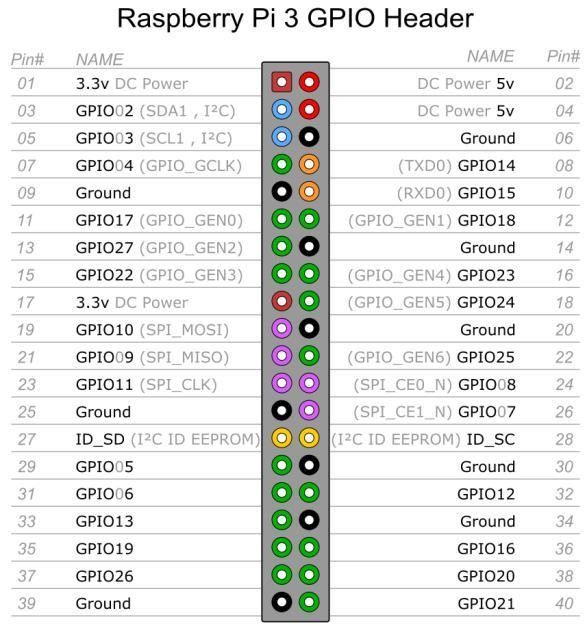 Raspberry Pi 3 GPIO Header
Pin# NAME NAME Pin#
01 3.3v DC Power DC Power 5v 02
03 GPIO02 (SDA1 , I²C) DC Power 5v 04
05 GPIO03 (SCL1 , I²C) Ground 06
07 GPIO04 (GPIO_GCLK) (TXD0) GPIO14 08
09 Ground (RXD0) GPIO15 10
11 GPIO17 (GPIO_GEN0) (GPIO_GEN1) GPIO18 12
13 GPIO27 (GPIO_GEN2) Ground 14
15 GPIO22 (GPIO_GEN3) (GPIO_GEN4) GPIO23 16
17 3.3v DC Power (GPIO_GEN5) GPIO24 18
19 GPIO10 (SPI_MOSI) Ground 20
21 GPIO09 (SPI_MISO) (GPIO_GEN6) GPIO25 22
23 GPIO11 (SPI_CLK) (SPI_CE0_N) GPIO08 24
25 Ground (SPI_CE1_N) GPIO07 26
27 ID_SD (I²C ID EEPROM) (I²C ID EEPROM) ID_SC 28
29 GPIO05 Ground 30
31 GPIO06 GPIO12 32
33 GPIO13 Ground 34
35 GPIO19 GPIO16 36
37 GPIO26 GPIO20 38
39 Ground GPIO21 40